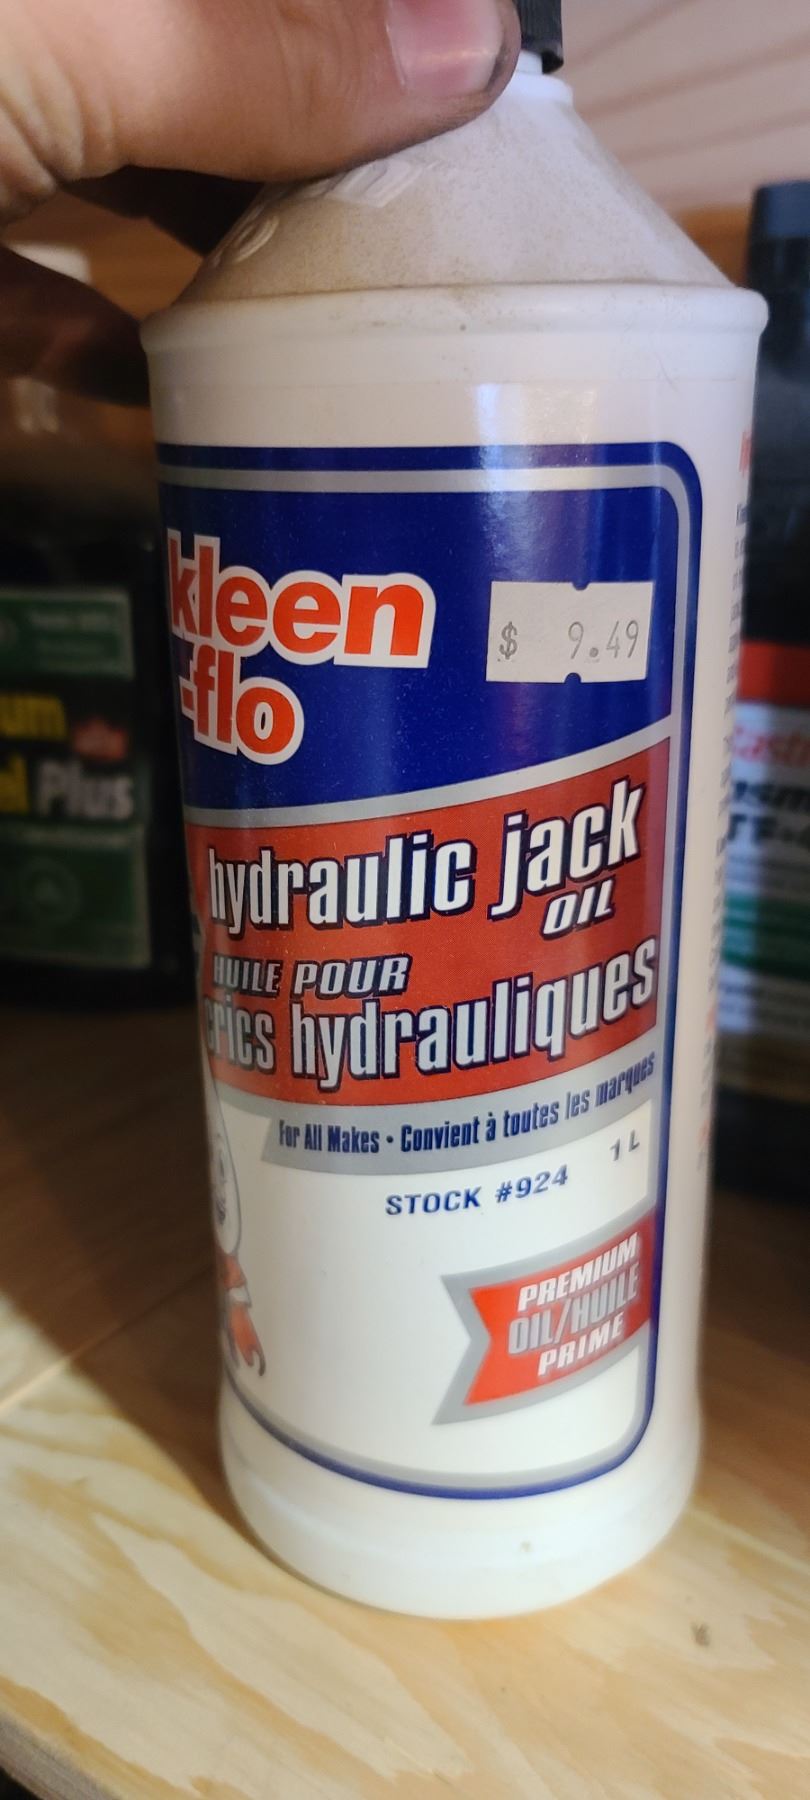 kleen
-flo
$ 9.49
hydraulic jack
OIL
HUILE POUR
crics hydrauliques
For All Makes • Convient à toutes les marques
1 L
STOCK #924
PREMIUM
OIL/HUILE
PRIME
Plus